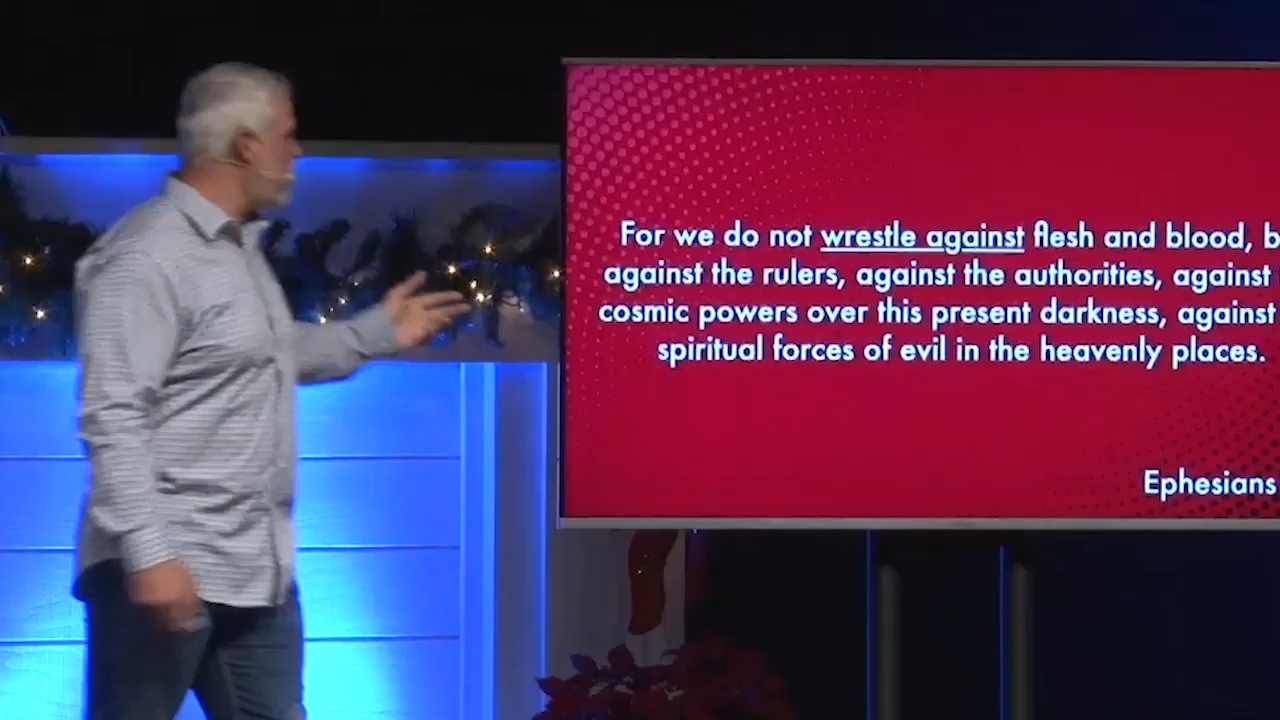 For we do not wrestle against flesh and blood, b
against the rulers, against the authorities, against
cosmic powers over this present darkness, against
spiritual forces of evil in the heavenly places.
Ephesians